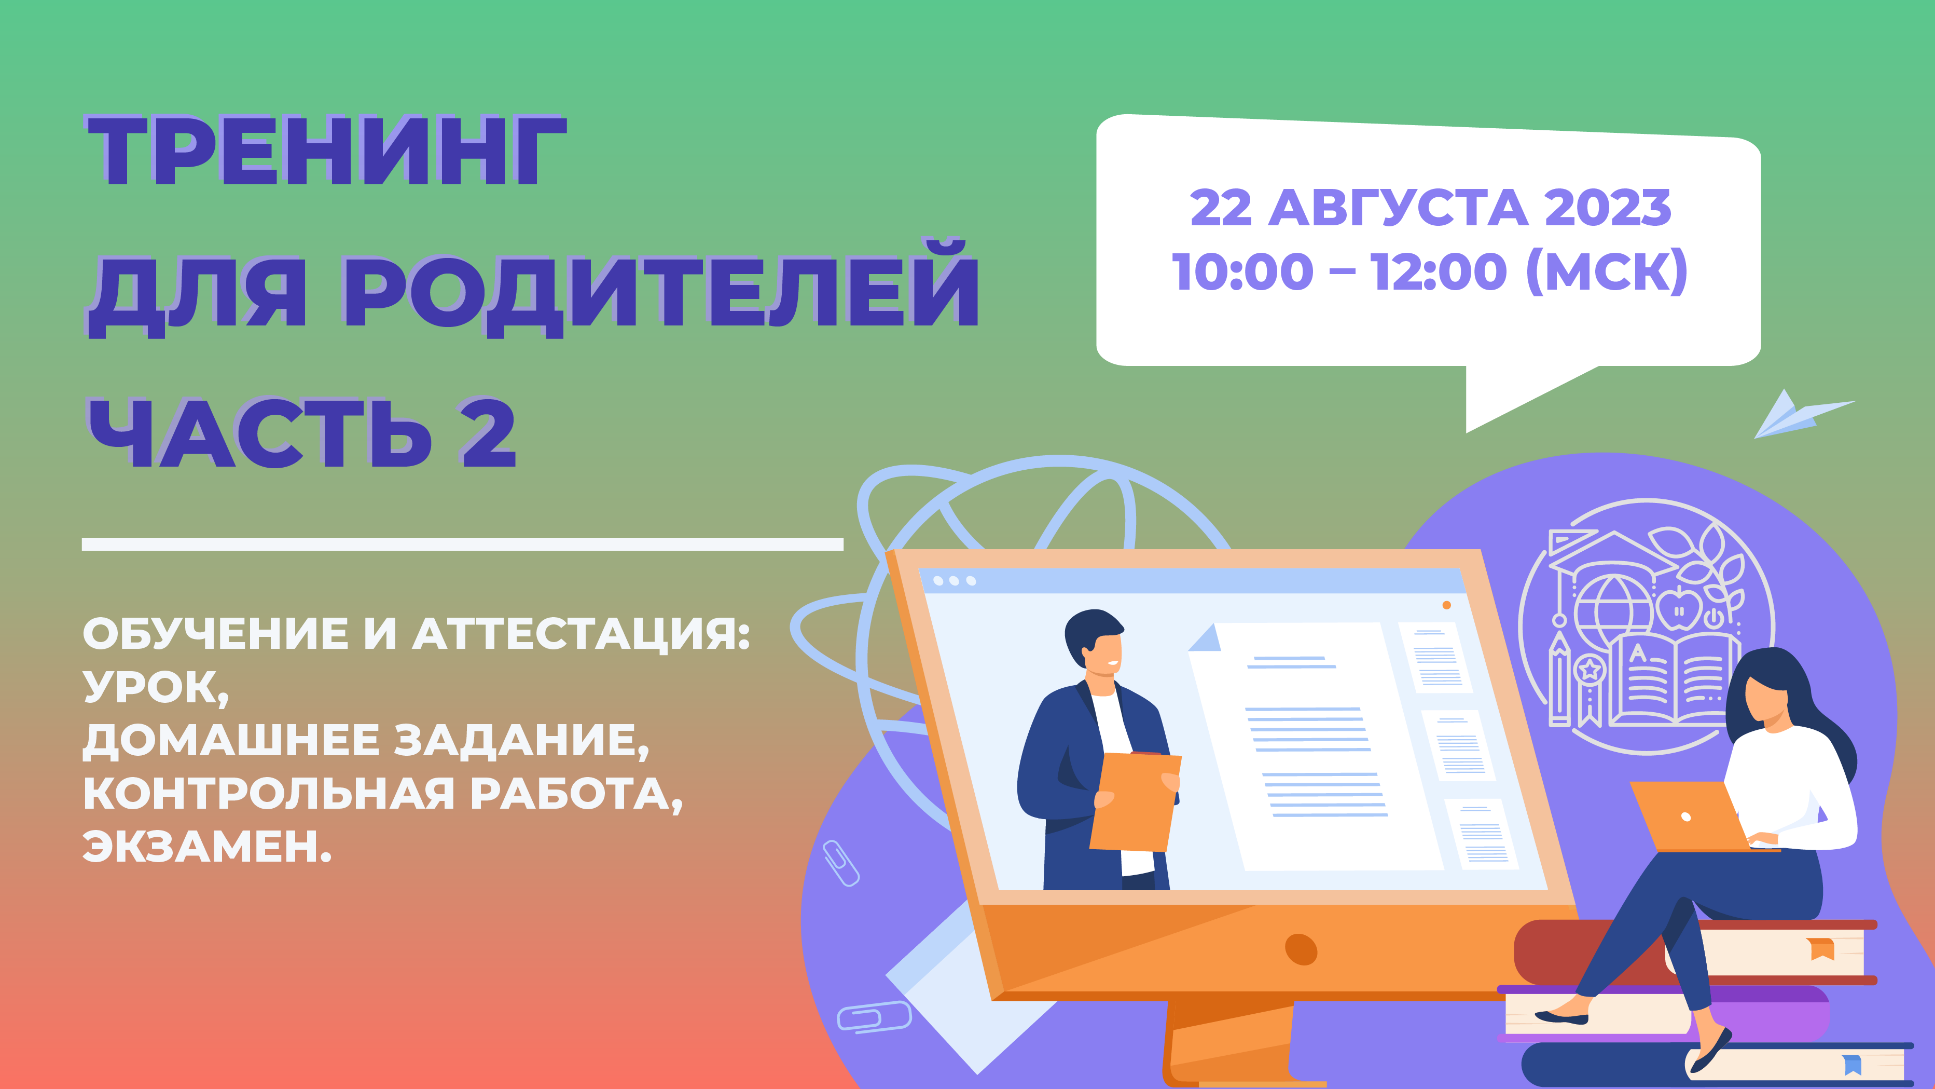 ТРЕНИНГ
ДЛЯ РОДИТЕЛЕЙ
ЧАСТЬ 2
22 АВГУСТА 2023
10:00 – 12:00 (МСК)
ОБУЧЕНИЕ И АТТЕСТАЦИЯ:
УРОК,
ДОМАШНЕЕ ЗАДАНИЕ,
КОНТРОЛЬНАЯ РАБОТА,
ЭКЗАМЕН.
A